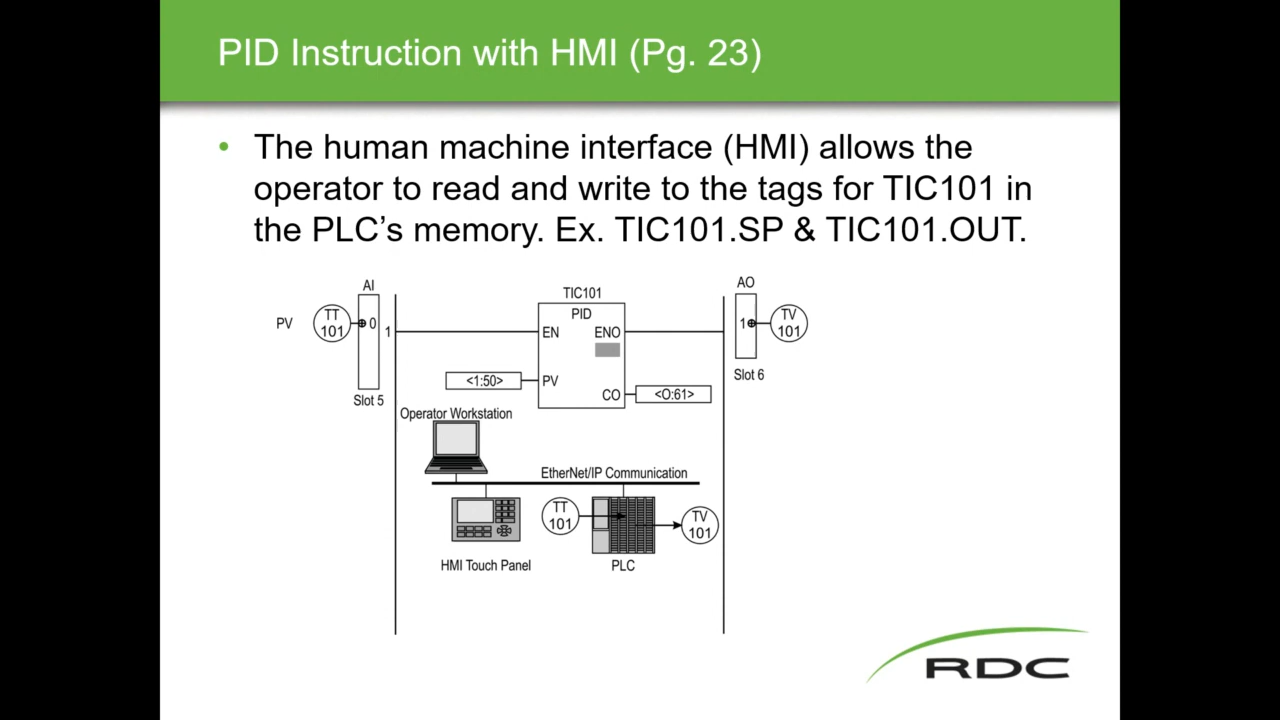 PID Instruction with HMI (Pg. 23)
• The human machine interface (HMI) allows the
operator to read and write to the tags for TIC101 in
the PLC's memory. Ex. TIC101.SP & TIC101.OUT.
AI
AO
TIC101
PID
PV
TT
101
0
1
EN
ENO
1
TV
101
Slot 5
Slot 6
<1:50>
PV
CO
<O:61>
Operator Workstation
EtherNet/IP Communication
TT
101
TV
101
HMI Touch Panel
PLC
RDC